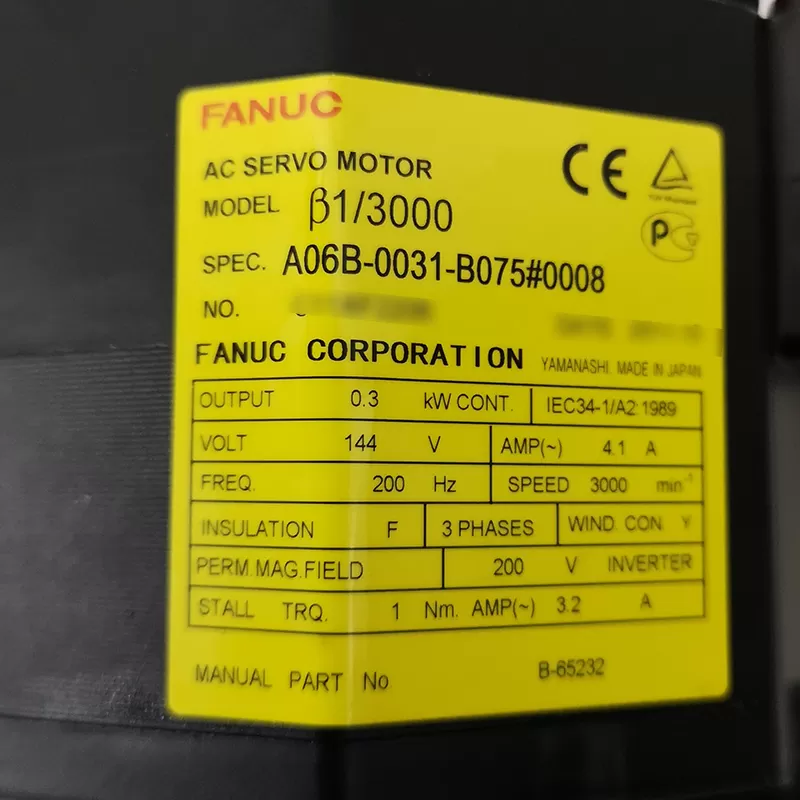 FANUC
AC SERVO MOTOR
MODEL β1/3000
SPEC. A06B-0031-B075#0008
NO.
FANUC CORPORATION YAMANASHI. MADE IN JAPAN
OUTPUT 0.3 kW CONT. IEC34-1/A2:1989
VOLT 144 V AMP(~) 4.1 A
FREQ. 200 Hz SPEED 3000 min⁻¹
INSULATION F 3 PHASES WIND. CON. Y
PERM.MAG.FIELD 200 V INVERTER
STALL TRQ. 1 Nm. AMP(~) 3.2 A
MANUAL PART No B-65232
CE